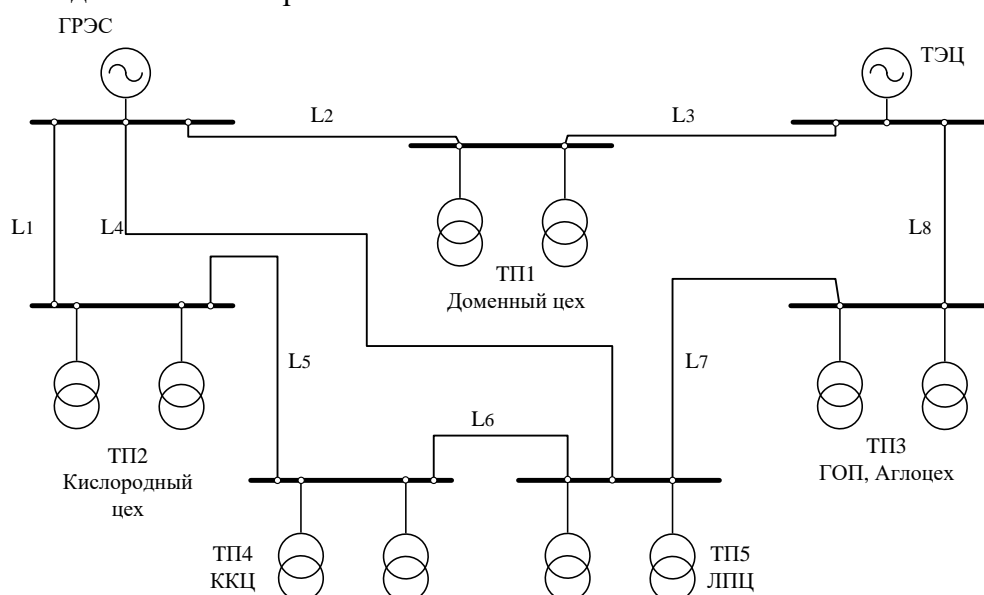 ГРЭС
ТЭЦ
L2
L3
L1
L4
L8
ТП1
Доменный цех
L5
L7
L6
ТП2
Кислородный
цех
ТП3
ГОП, Аглоцех
ТП4
ККЦ
ТП5
ЛПЦ